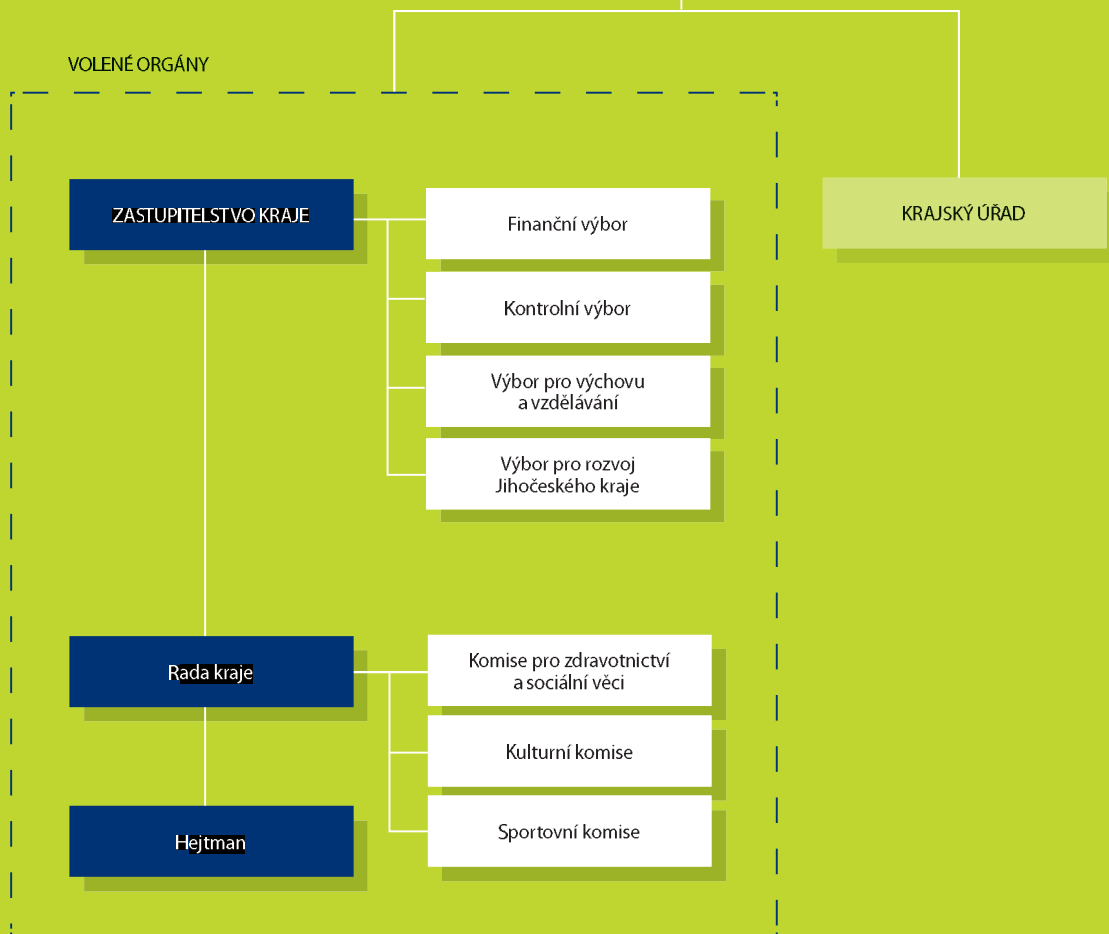 VOLENÉ ORGÁNY
ZASTUPITELSTVO KRAJE
Finanční výbor
Kontrolní výbor
Výbor pro výchovu
a vzdělávání
Výbor pro rozvoj
Jihočeského kraje
KRAJSKÝ ÚŘAD
Rada kraje
Komise pro zdravotnictví
a sociální věci
Kulturní komise
Sportovní komise
Hejtman